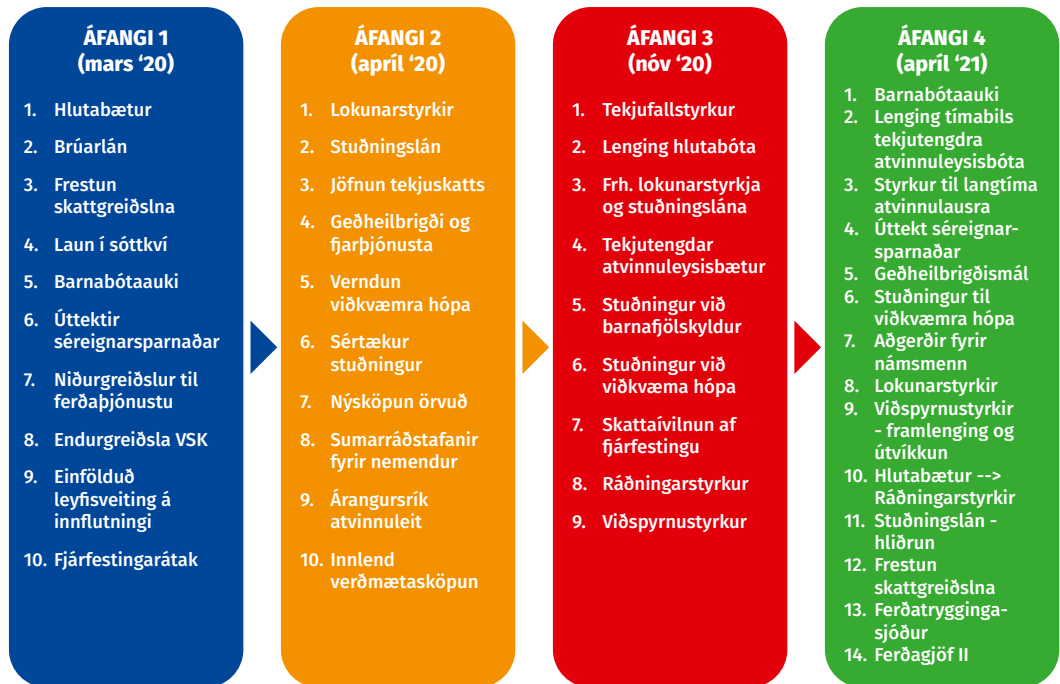 ÁFANGI 1
(mars ‘20)
1. Hlutabætur
2. Brúarlán
3. Frestun
skattgreiðslna
4. Laun í sóttkví
5. Barnabótaauki
6. Úttektir
séreignarsparnaðar
7. Niðurgreiðslur til
ferðaþjónustu
8. Endurgreiðsla VSK
9. Einfölduð
leyfisveiting á
innflutningi
10. Fjárfestingarátak
ÁFANGI 2
(apríl ‘20)
1. Lokunarstyrkir
2. Stuðningslán
3. Jöfnun tekjuskatts
4. Geðheilbrigði og
fjarþjónusta
5. Verndun
viðkvæmra hópa
6. Sértækur
stuðningur
7. Nýsköpun örvuð
8. Sumarráðstafanir
fyrir nemendur
9. Árangursrík
atvinnuleit
10. Innlend
verðmætasköpun
ÁFANGI 3
(nóv ‘20)
1. Tekjufallstyrkur
2. Lenging hlutabóta
3. Frh. lokunarstyrkja
og stuðningslána
4. Tekjutengdar
atvinnuleysisbætur
5. Stuðningur við
barnafjölskyldur
6. Stuðningur við
viðkvæma hópa
7. Skattaívilnun af
fjárfestingu
8. Ráðningarstyrkur
9. Viðspyrnustyrkur
ÁFANGI 4
(apríl ‘21)
1. Barnabótaauki
2. Lenging tímabils
tekjutengdra
atvinnuleysisbóta
3. Styrkur til langtíma
atvinnulausra
4. Úttekt séreignar-
sparnaðar
5. Geðheilbrigðismál
6. Stuðningur til
viðkvæmra hópa
7. Aðgerðir fyrir
námsmenn
8. Lokunarstyrkir
9. Viðspyrnustyrkir
- framlenging og
útvíkkun
10. Hlutabætur -->
Ráðningarstyrkir
11. Stuðningslán -
hliðrun
12. Frestun
skattgreiðslna
13. Ferðatrygginga-
sjóður
14. Ferðagjöf II